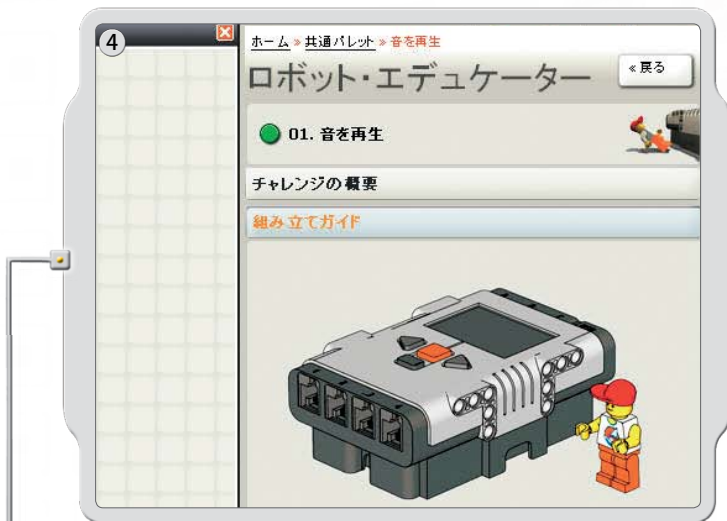 4
ホーム » 共通パレット » 音を再生
ロボット・エデュケーター
« 戻る
01. 音を再生
チャレンジの概要
組み立てガイド